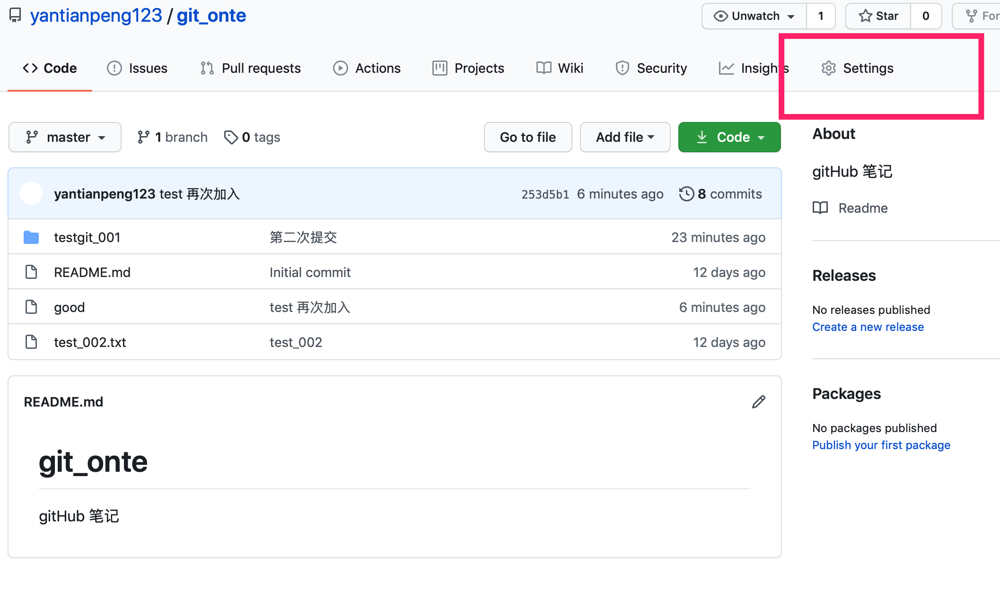 yantianpeng123 / git_onte
Unwatch 1 Star 0 For
Code Issues Pull requests Actions Projects Wiki Security Insights Settings
master 1 branch 0 tags Go to file Add file Code
yantianpeng123 test 再次加入 253d5b1 6 minutes ago 8 commits
testgit_001 第二次提交 23 minutes ago
README.md Initial commit 12 days ago
good test 再次加入 6 minutes ago
test_002.txt test_002 12 days ago
README.md
git_onte
gitHub 笔记
About
gitHub 笔记
Readme
Releases
No releases published
Create a new release
Packages
No packages published
Publish your first package